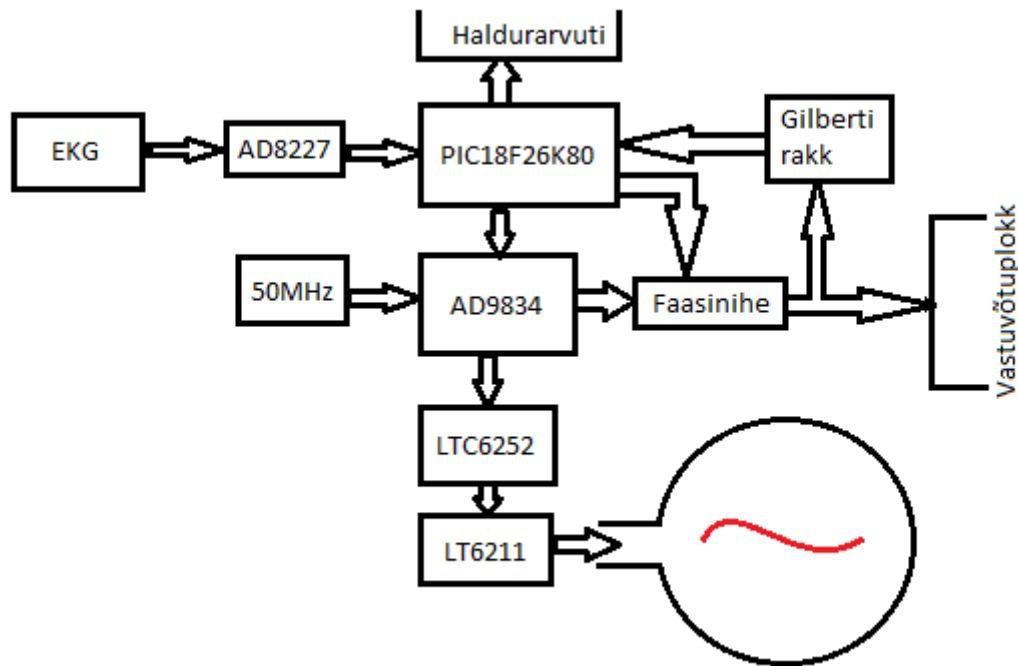 Haldurarvuti
EKG
AD8227
PIC18F26K80
Gilberti
rakk
50MHz
AD9834
Faasinihe
Vastuvõtuplokk
LTC6252
LT6211